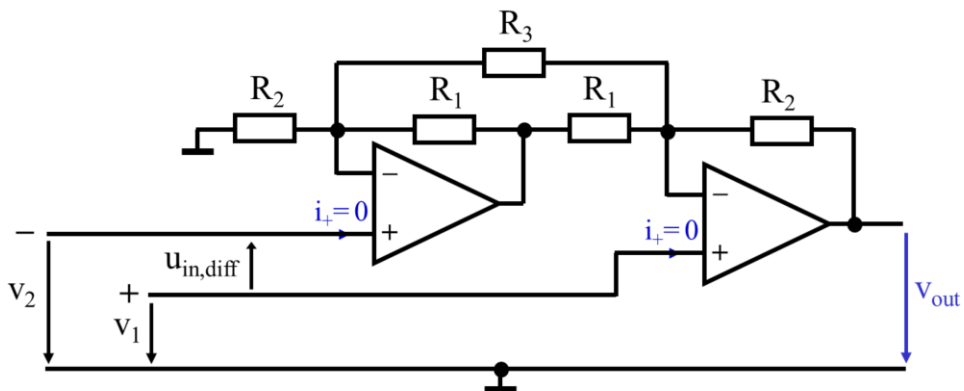 R₃
R₂ R₁ R₁ R₂
−
−
i₊= 0
+
−
u_in,diff
i₊= 0
+
v₂
+
v₁
v_out